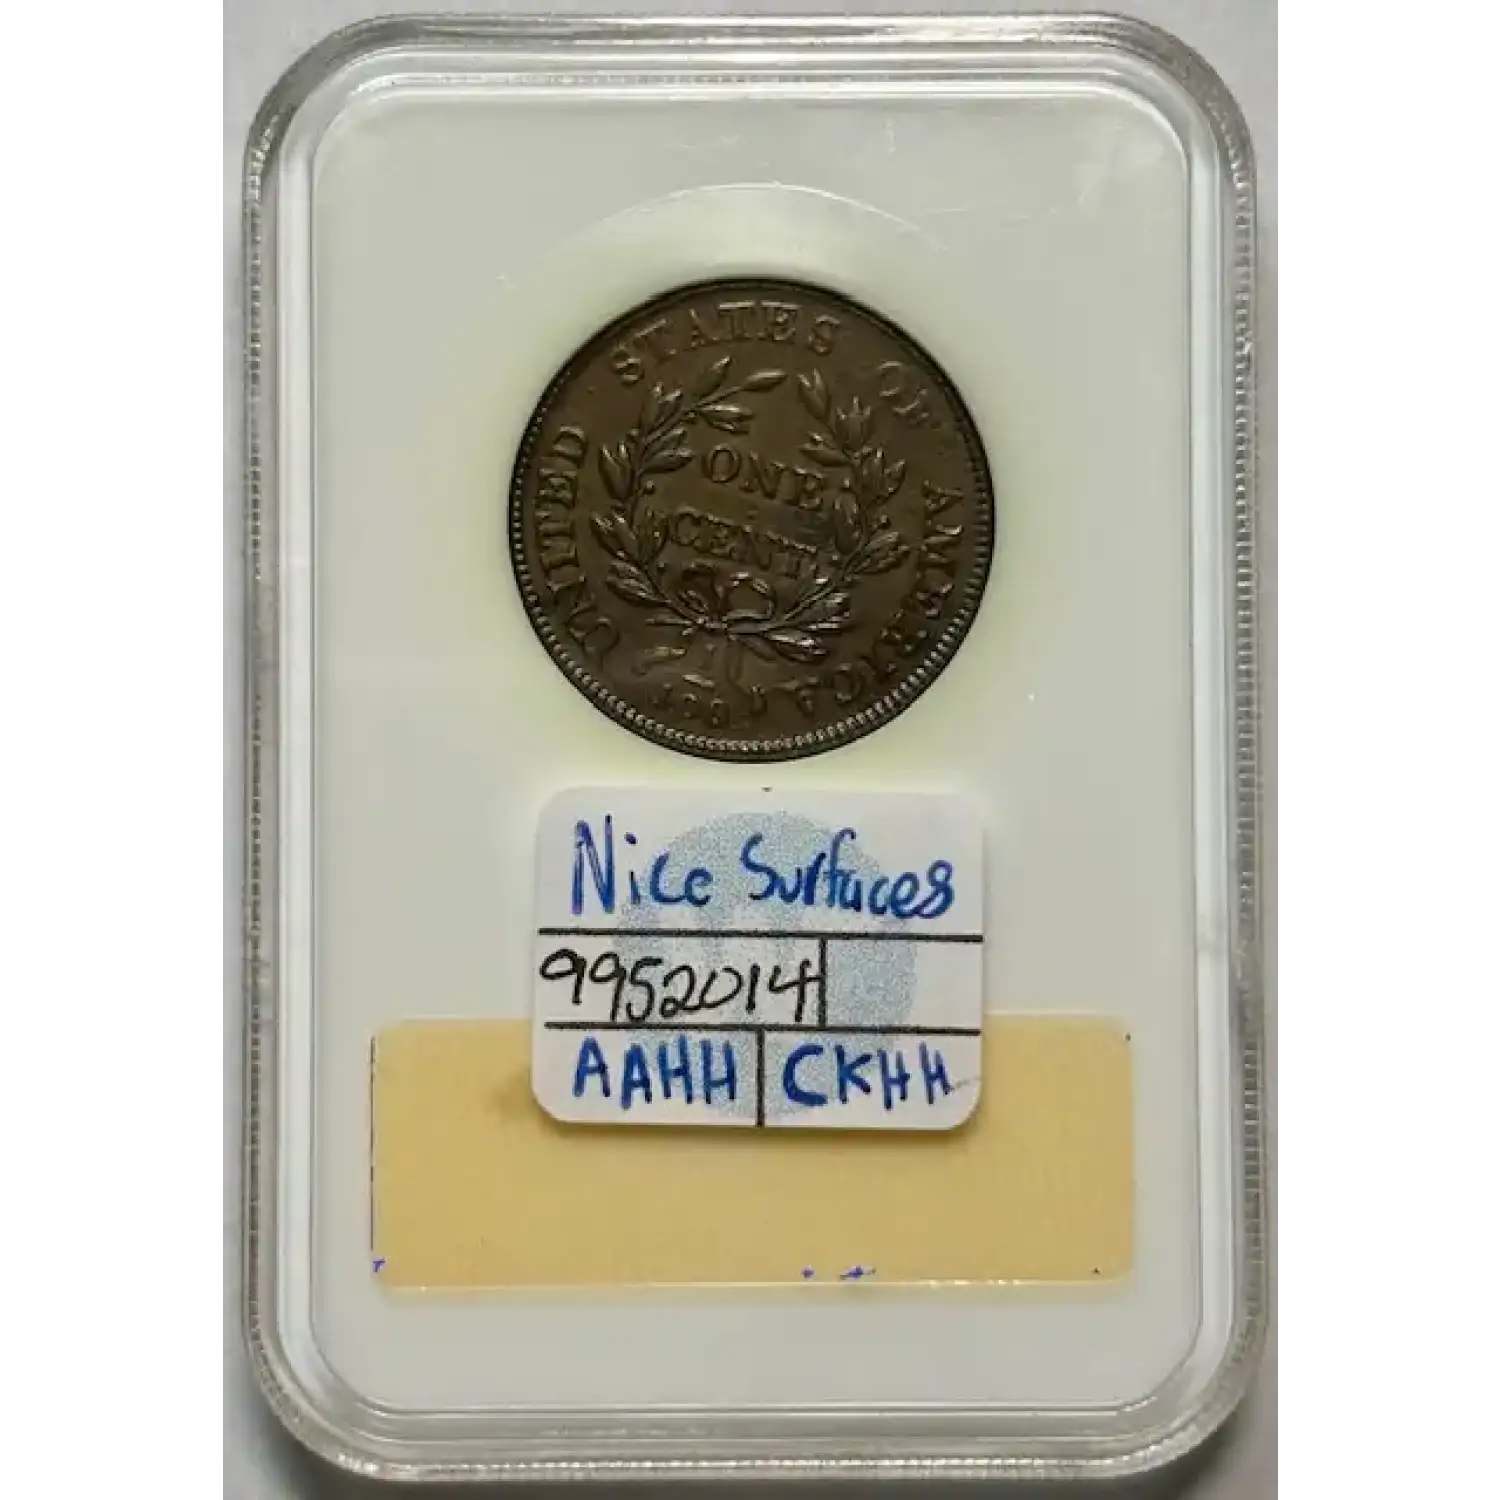 UNITED STATES OF AMERICA
ONE
CENT
Nice Surfaces
9952014
AAHH CKHH